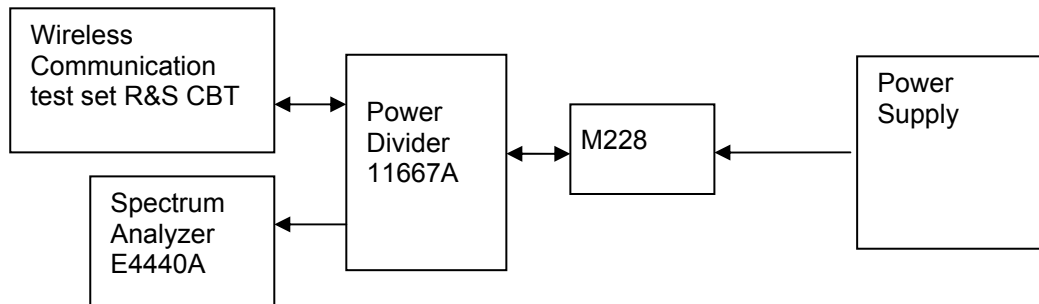 Wireless
Communication
test set R&S CBT
Power
Divider
11667A
M228
Power
Supply
Spectrum
Analyzer
E4440A